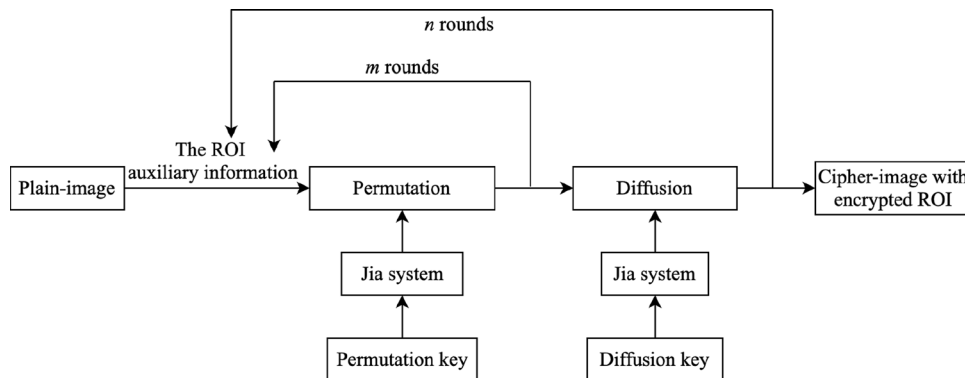 n rounds
m rounds
The ROI
auxiliary information
Plain-image
Permutation
Diffusion
Cipher-image with
encrypted ROI
Jia system
Jia system
Permutation key
Diffusion key